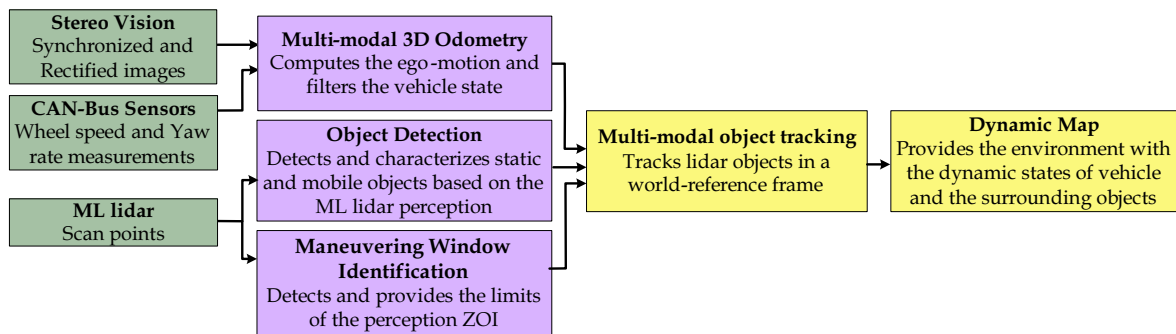 Stereo Vision
Synchronized and
Rectified images
CAN-Bus Sensors
Wheel speed and Yaw
rate measurements
ML lidar
Scan points
Multi-modal 3D Odometry
Computes the ego-motion and
filters the vehicle state
Object Detection
Detects and characterizes static
and mobile objects based on the
ML lidar perception
Maneuvering Window
Identification
Detects and provides the limits
of the perception ZOI
Multi-modal object tracking
Tracks lidar objects in a
world-reference frame
Dynamic Map
Provides the environment with
the dynamic states of vehicle
and the surrounding objects